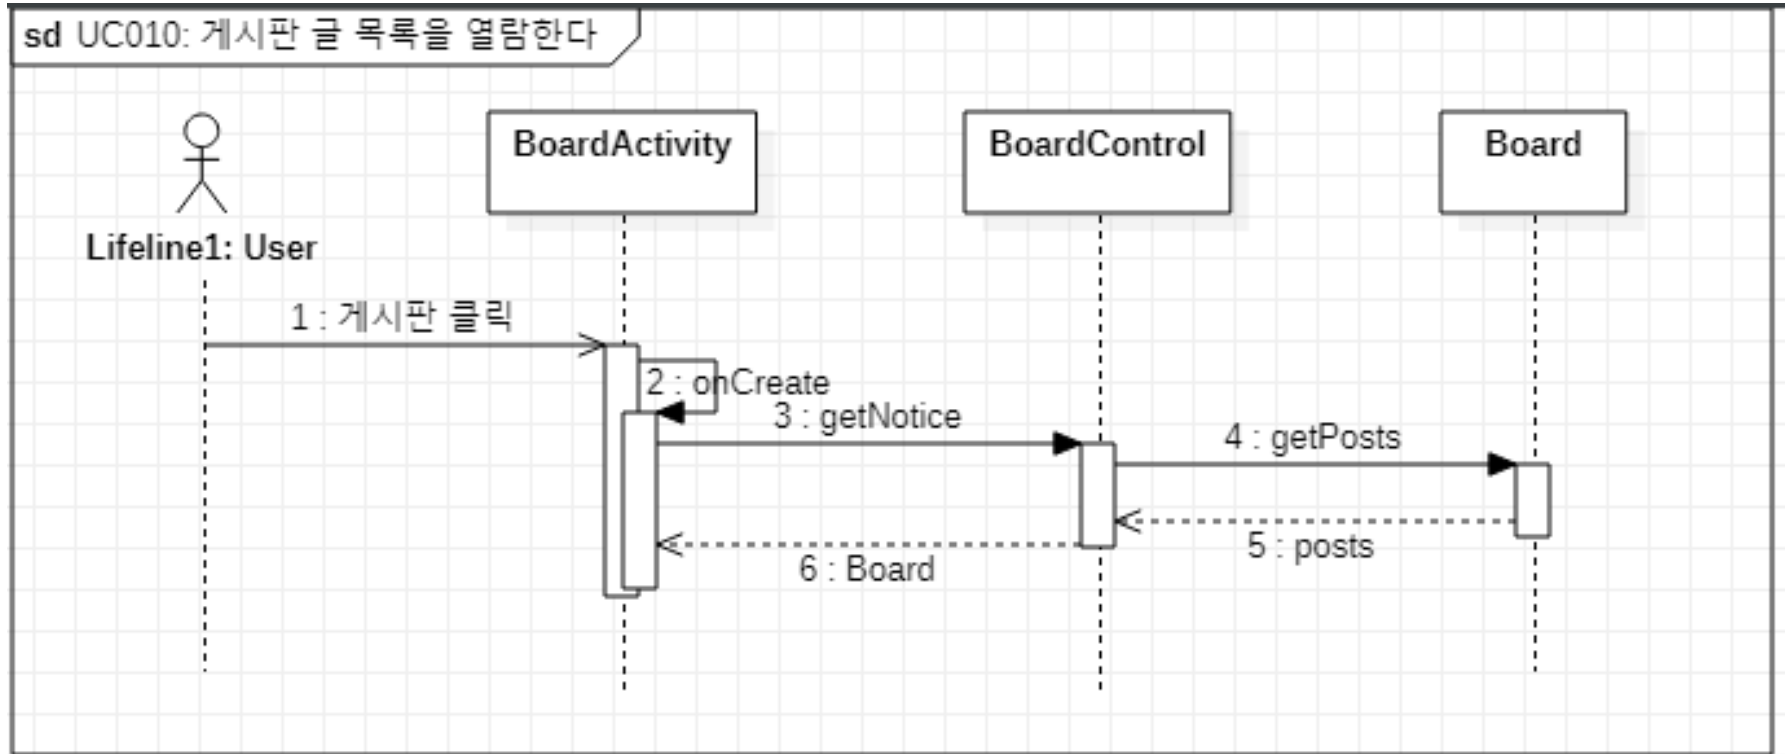 sd UC010: 게시판 글 목록을 열람한다
BoardActivity
BoardControl
Board
Lifeline1: User
1 : 게시판 클릭
2 : onCreate
3 : getNotice
4 : getPosts
5 : posts
6 : Board